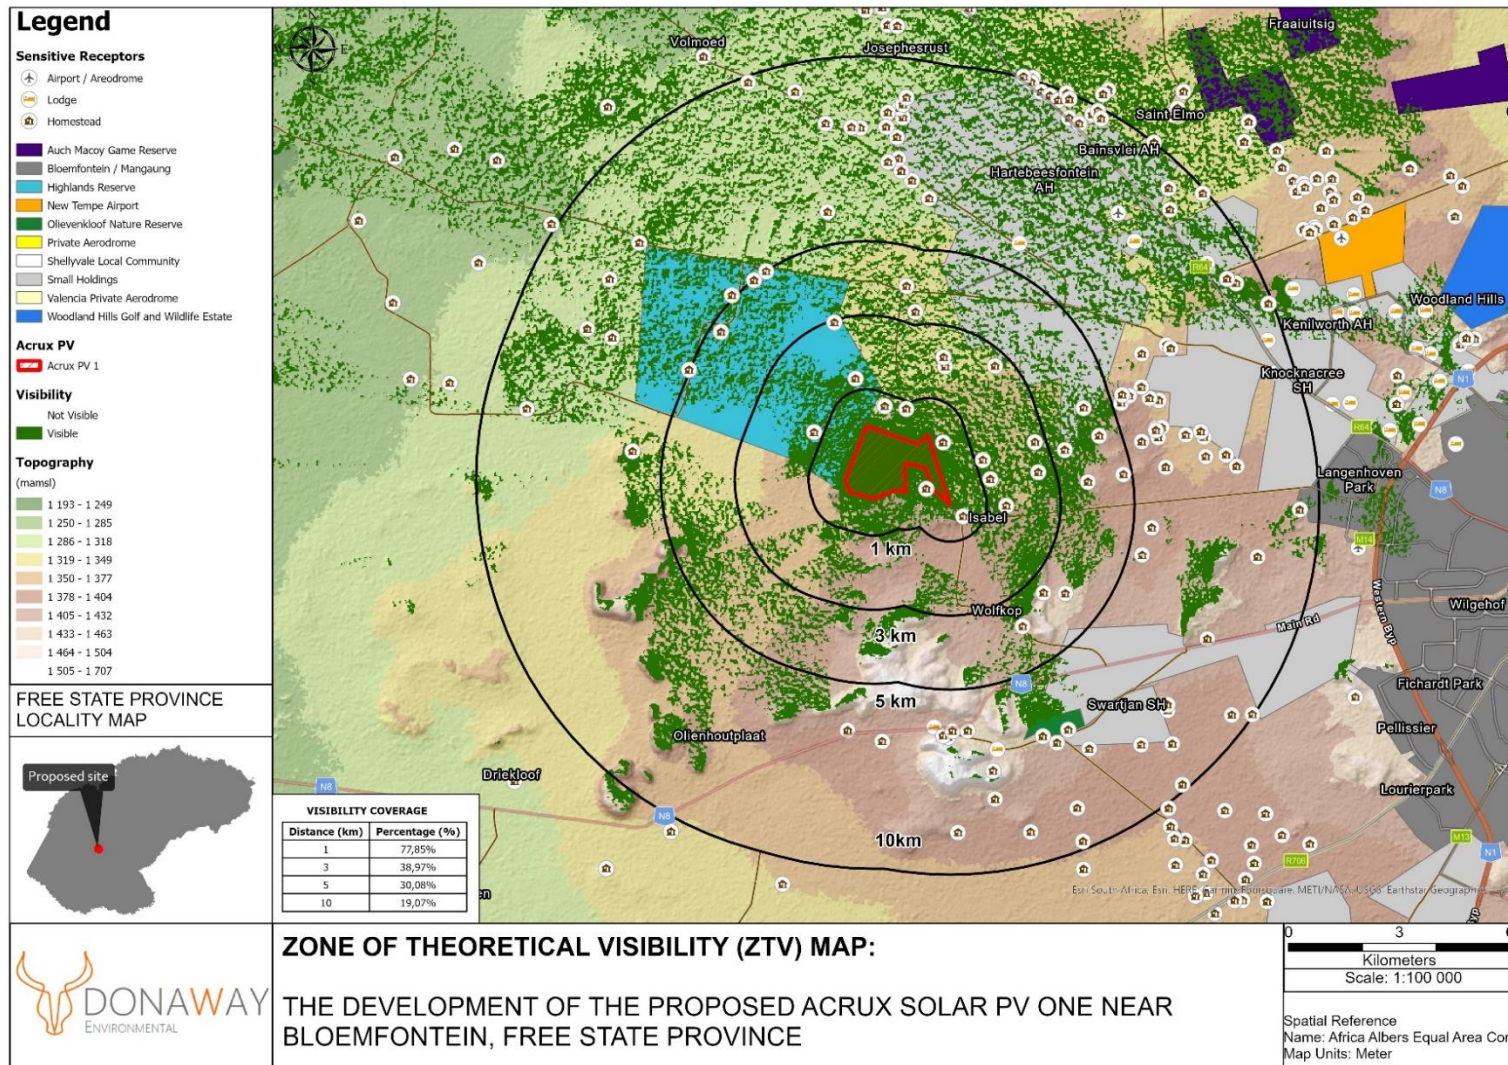 Legend
Sensitive Receptors
Airport / Areodrome
Lodge
Homestead
Auch Macoy Game Reserve
Bloemfontein / Mangaung
Highlands Reserve
New Tempe Airport
Olievenkloof Nature Reserve
Private Aerodrome
Shellyvale Local Community
Small Holdings
Valencia Private Aerodrome
Woodland Hills Golf and Wildlife Estate
Acrux PV
Acrux PV 1
Visibility
Not Visible
Visible
Topography
(mamsl)
1 193 - 1 249
1 250 - 1 285
1 286 - 1 318
1 319 - 1 349
1 350 - 1 377
1 378 - 1 404
1 405 - 1 432
1 433 - 1 463
1 464 - 1 504
1 505 - 1 707
FREE STATE PROVINCE
LOCALITY MAP
Proposed site
DONAWAY
ENVIRONMENTAL
E
Volmoed
Josephesrust
Fraaiuitsig
Saint Elmo
Bainsvlei AH
Hartebeesfontein
AH
R64
Woodland Hills
Kenilworth AH
Knocknacree
SH
N1
R64
Langenhoven
Park
N8
Isabel
1 km
M14
Western Byp
Wolfkop
Wilgehof
Main Rd
3 km
N8
5 km
Fichardt Park
Swartjan SH
Pellissier
Olienhoutplaat
Driekloof
N8
N8
Lourierpark
10km
M13
R706
N1
Esri South Africa, Esri, HERE, Garmin, Foursquare, METI/NASA, USGS, Earthstar Geographics
VISIBILITY COVERAGE
Distance (km) Percentage (%)
1 77,85%
3 38,97%
5 30,08%
10 19,07%
ZONE OF THEORETICAL VISIBILITY (ZTV) MAP:
THE DEVELOPMENT OF THE PROPOSED ACRUX SOLAR PV ONE NEAR
BLOEMFONTEIN, FREE STATE PROVINCE
0 3 6
Kilometers
Scale: 1:100 000
Spatial Reference
Name: Africa Albers Equal Area Con
Map Units: Meter